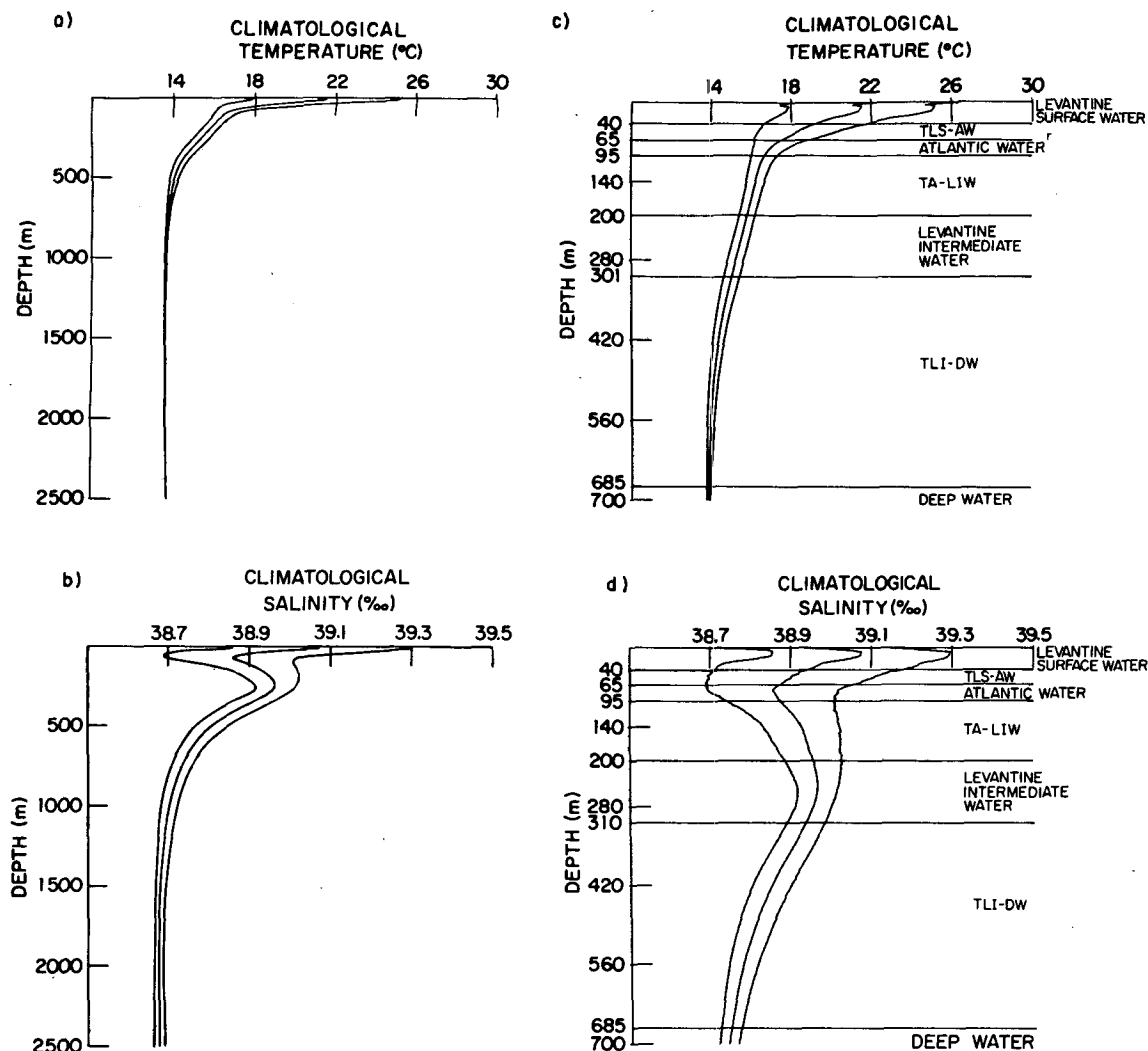 a)
CLIMATOLOGICAL
TEMPERATURE (°C)
14 18 22 26 30
500
1000
1500
2000
2500
DEPTH (m)
c)
CLIMATOLOGICAL
TEMPERATURE (°C)
14 18 22 26 30
LEVANTINE
SURFACE WATER
40
TLS-AW
65
ATLANTIC WATER
95
140
TA-LIW
200
LEVANTINE
INTERMEDIATE
WATER
280
301
420
TLI-DW
560
685
700
DEEP WATER
DEPTH (m)
b)
CLIMATOLOGICAL
SALINITY (‰)
38.7 38.9 39.1 39.3 39.5
500
1000
1500
2000
2500
DEPTH (m)
d)
CLIMATOLOGICAL
SALINITY (‰)
38.7 38.9 39.1 39.3 39.5
LEVANTINE
SURFACE WATER
40
TLS-AW
65
ATLANTIC WATER
95
140
TA-LIW
200
LEVANTINE
INTERMEDIATE
WATER
280
310
420
TLI-DW
560
685
700
DEEP WATER
DEPTH (m)